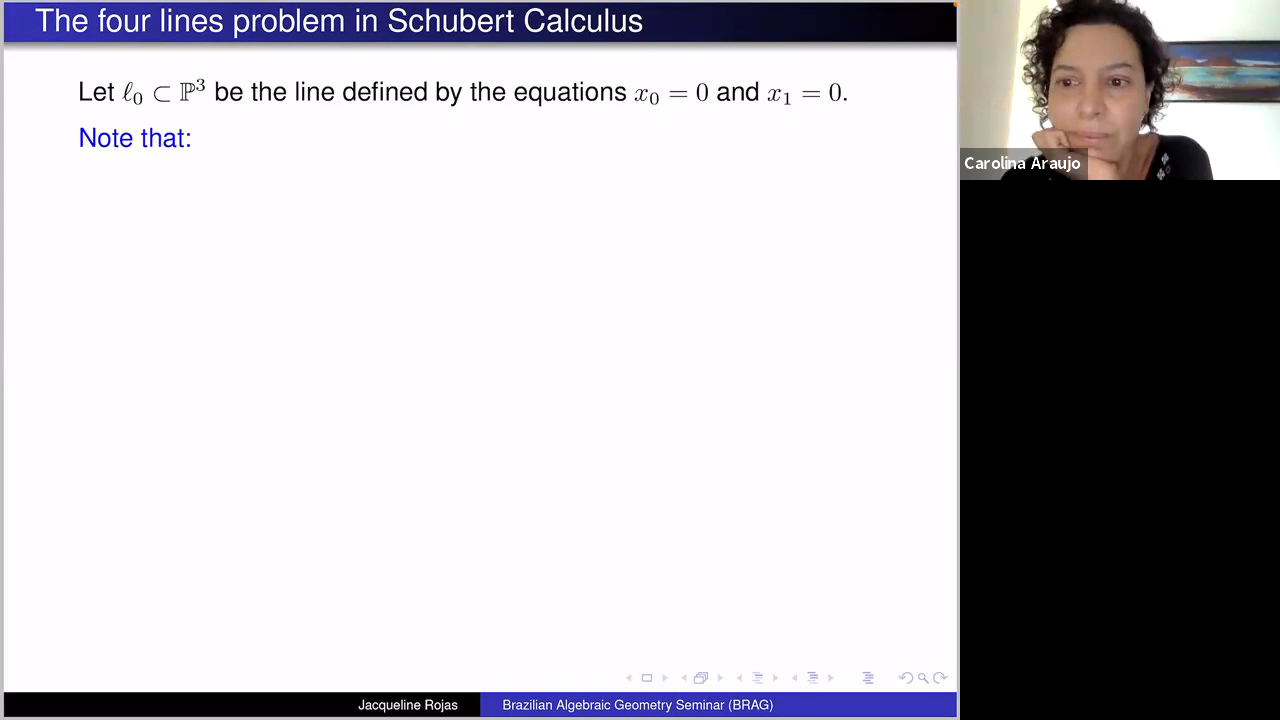 The four lines problem in Schubert Calculus
Let ℓ₀ ⊂ ℙ³ be the line defined by the equations x₀ = 0 and x₁ = 0.
Note that:
Carolina Araujo
Jacqueline Rojas
Brazilian Algebraic Geometry Seminar (BRAG)